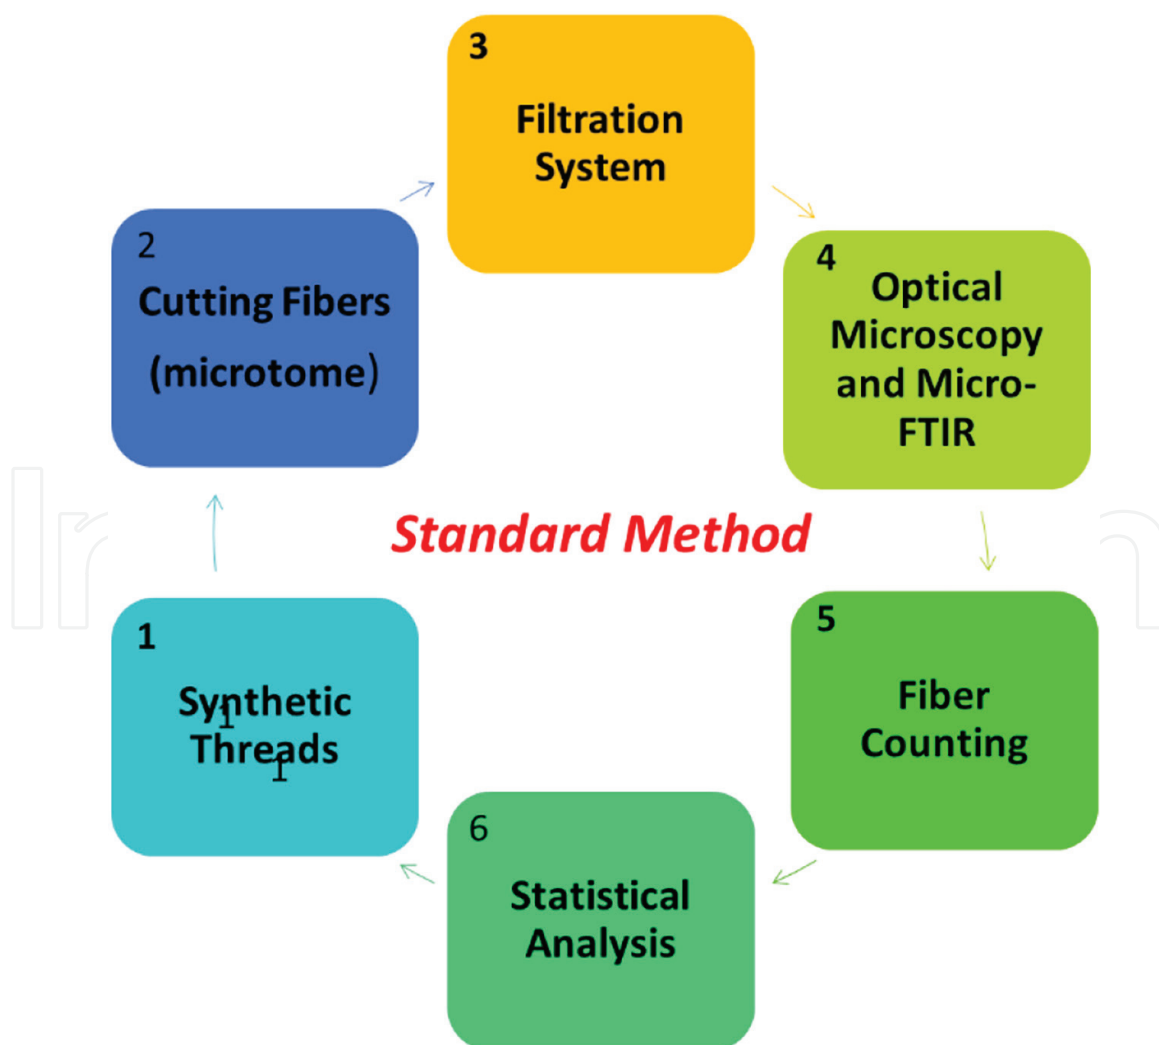 3
Filtration
System
2
Cutting Fibers
(microtome)
4
Optical
Microscopy
and Micro-
FTIR
Standard Method
1
Synthetic
Threads
5
Fiber
Counting
6
Statistical
Analysis